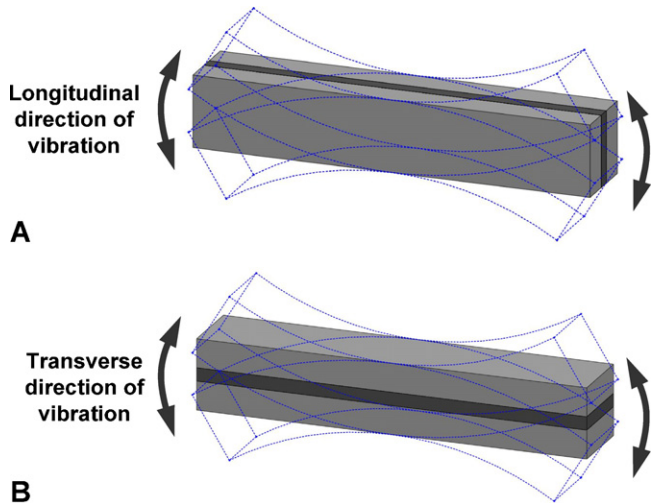 Longitudinal
direction of
vibration
A
Transverse
direction of
vibration
B